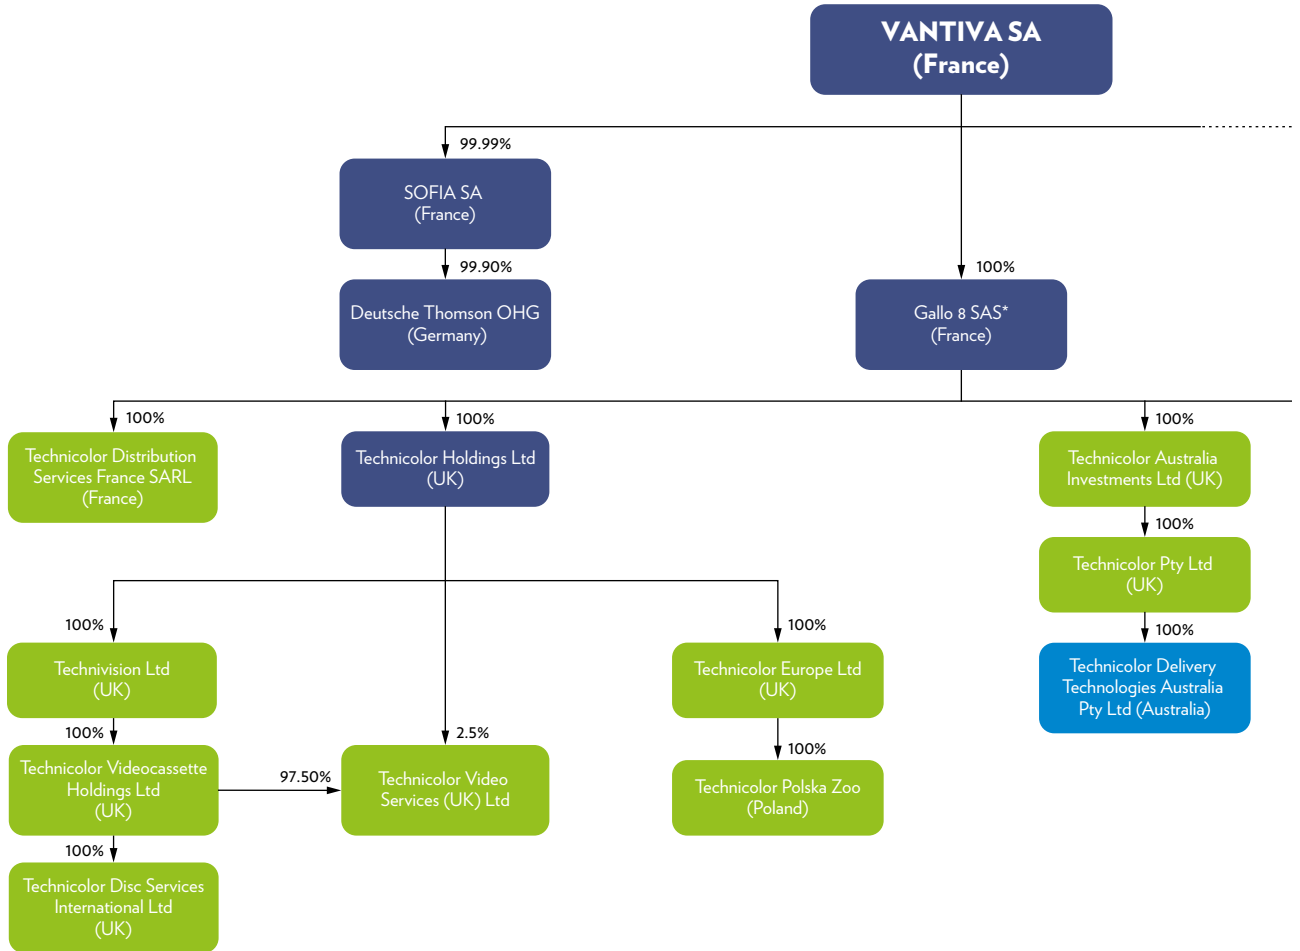 VANTIVA SA
(France)
99.99%
SOFIA SA
(France)
99.90%
100%
Deutsche Thomson OHG
(Germany)
Gallo 8 SAS*
(France)
100%
100%
100%
Technicolor Distribution
Services France SARL
(France)
Technicolor Holdings Ltd
(UK)
Technicolor Australia
Investments Ltd (UK)
100%
Technicolor Pty Ltd
(UK)
100%
100%
100%
Technivision Ltd
(UK)
Technicolor Europe Ltd
(UK)
Technicolor Delivery
Technologies Australia
Pty Ltd (Australia)
100%
2.5%
100%
Technicolor Videocassette
Holdings Ltd
(UK)
97.50%
Technicolor Video
Services (UK) Ltd
Technicolor Polska Zoo
(Poland)
100%
Technicolor Disc Services
International Ltd
(UK)